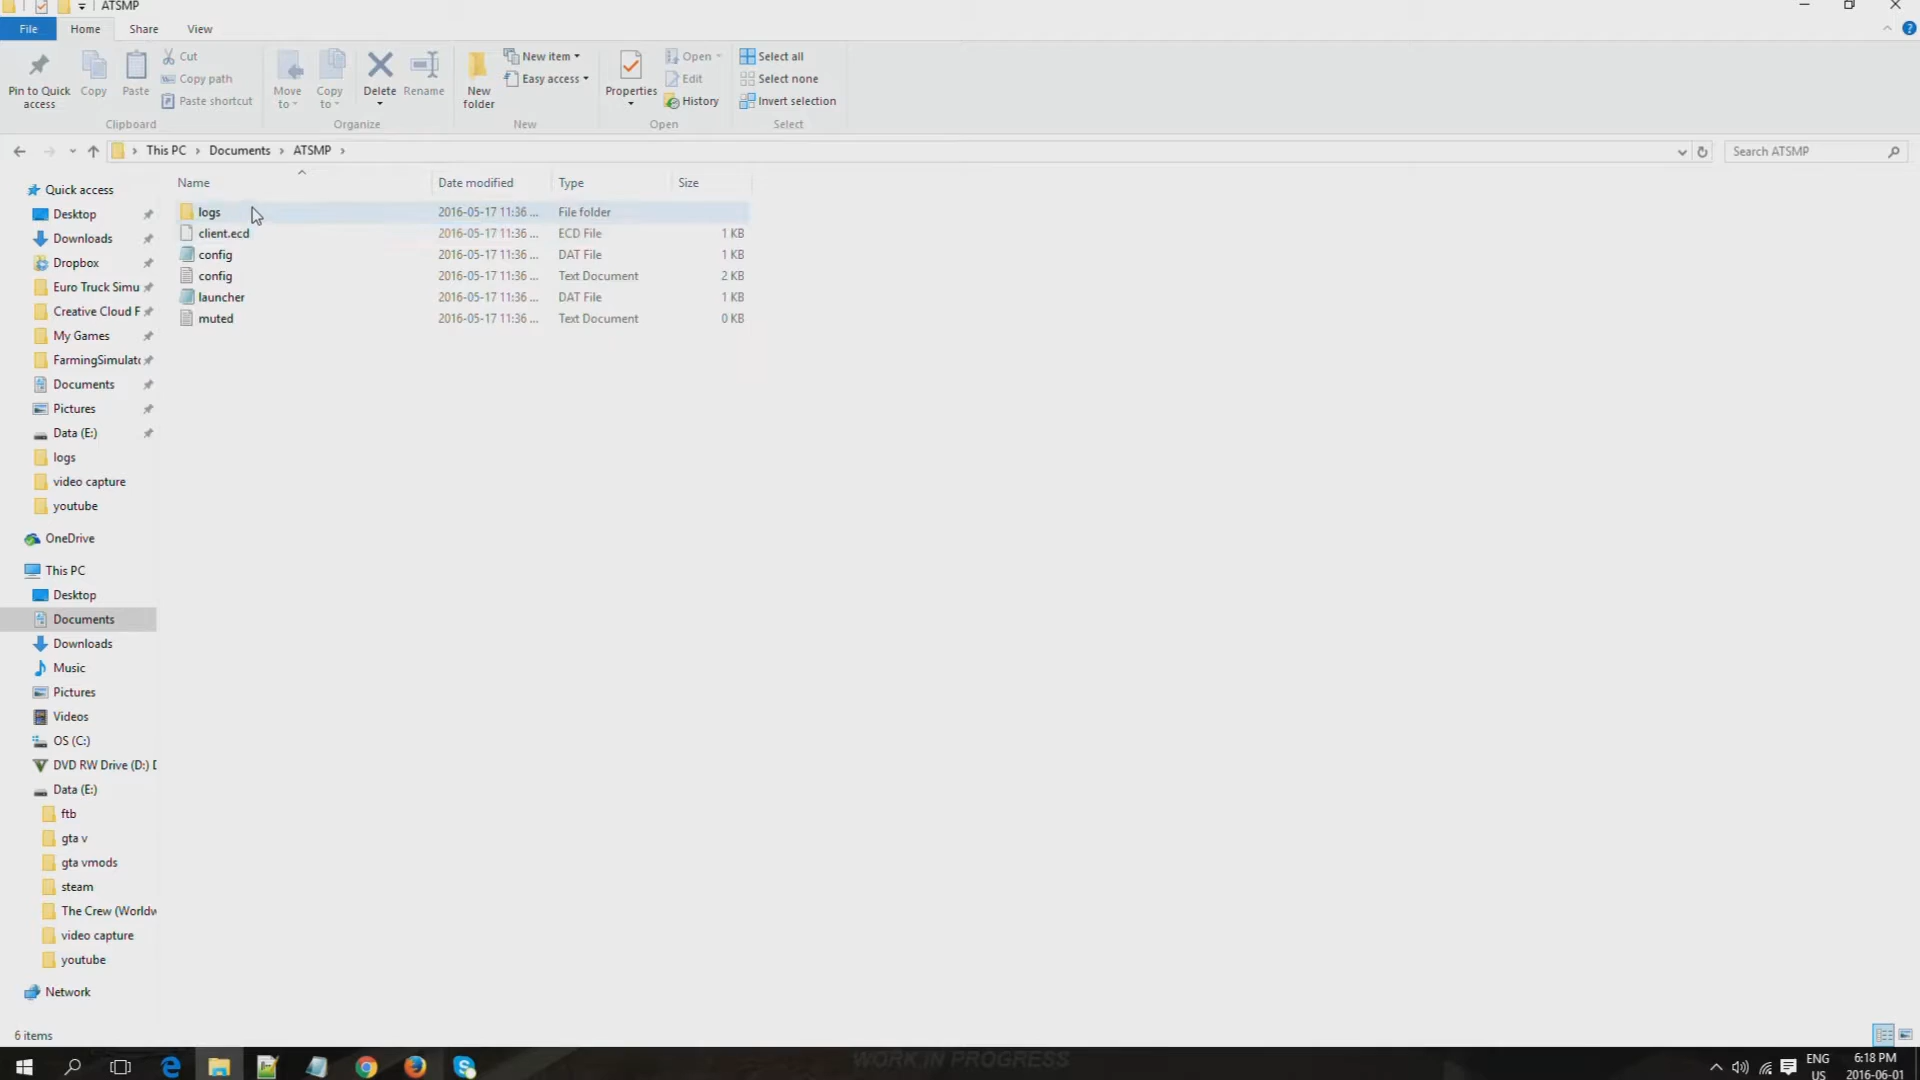 ATSMP
File Home Share View
Pin to Quick access
Copy
Paste
Cut
Copy path
Paste shortcut
Clipboard
Move to
Copy to
Delete
Rename
Organize
New folder
New item
Easy access
New
Properties
Open
Edit
History
Open
Select all
Select none
Invert selection
Select
This PC > Documents > ATSMP >
Search ATSMP
Name Date modified Type Size
logs 2016-05-17 11:36 ... File folder
client.ecd 2016-05-17 11:36 ... ECD File 1 KB
config 2016-05-17 11:36 ... DAT File 1 KB
config 2016-05-17 11:36 ... Text Document 2 KB
launcher 2016-05-17 11:36 ... DAT File 1 KB
muted 2016-05-17 11:36 ... Text Document 0 KB
Quick access
Desktop
Downloads
Dropbox
Euro Truck Simu
Creative Cloud F
My Games
FarmingSimulato
Documents
Pictures
Data (E:)
logs
video capture
youtube
OneDrive
This PC
Desktop
Documents
Downloads
Music
Pictures
Videos
OS (C:)
DVD RW Drive (D:) D
Data (E:)
ftb
gta v
gta vmods
steam
The Crew (Worldw
video capture
youtube
Network
6 items
WORK IN PROGRESS
ENG
US
6:18 PM
2016-06-01